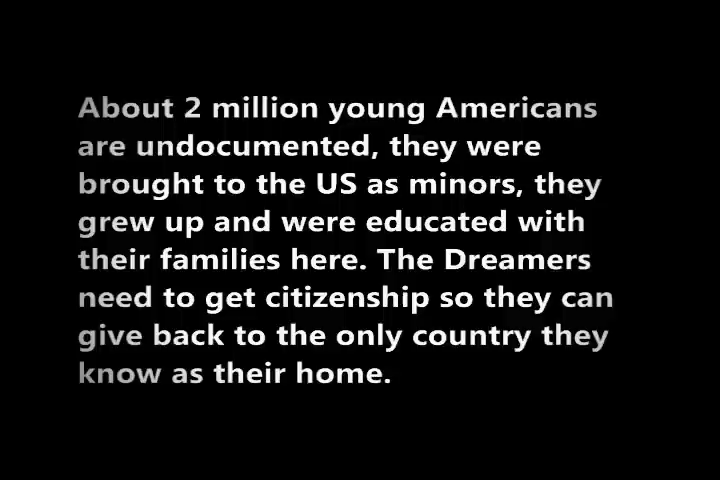 About 2 million young Americans
are undocumented, they were
brought to the US as minors, they
grew up and were educated with
their families here. The Dreamers
need to get citizenship so they can
give back to the only country they
know as their home.